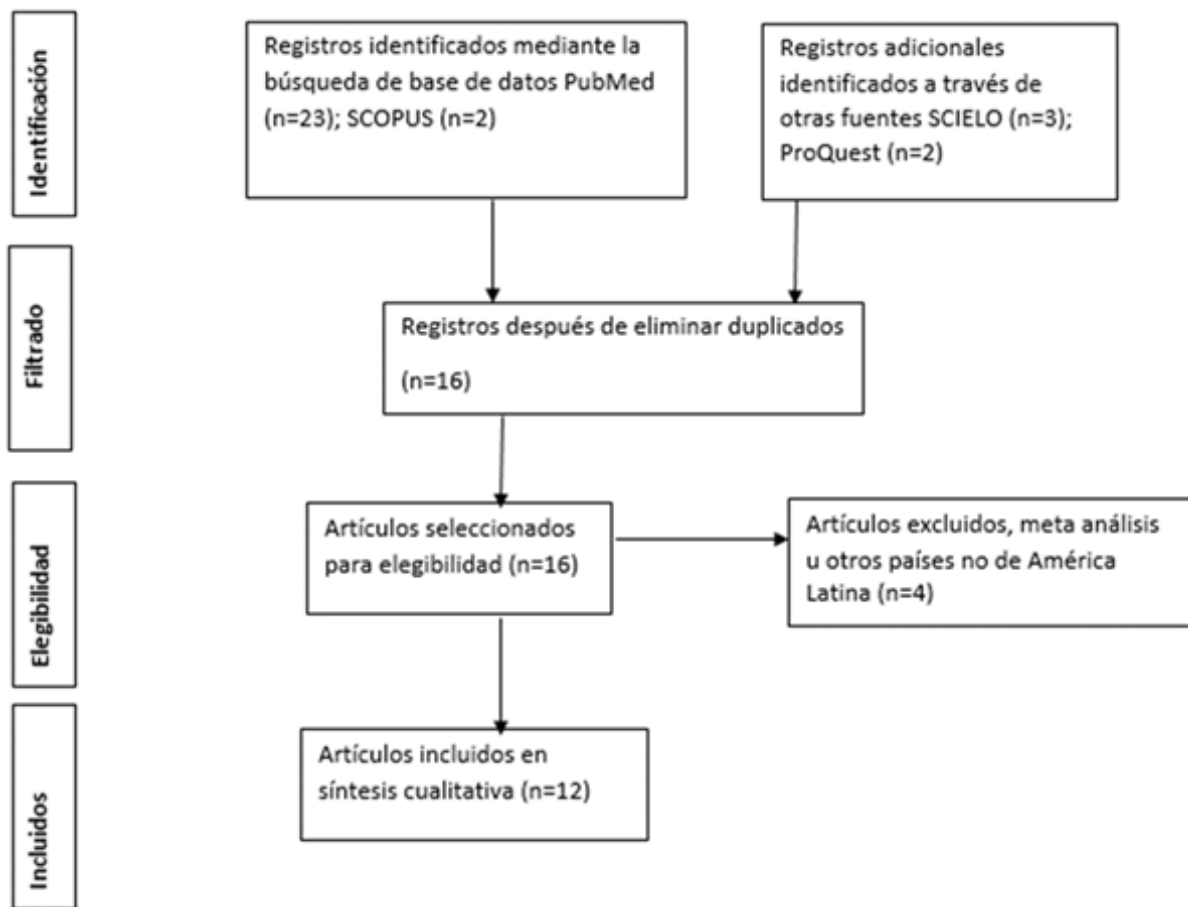 Identificación
Registros identificados mediante la
búsqueda de base de datos PubMed
(n=23); SCOPUS (n=2)
Registros adicionales
identificados a través de
otras fuentes SCIELO (n=3);
ProQuest (n=2)
Filtrado
Registros después de eliminar duplicados
(n=16)
Elegibilidad
Artículos seleccionados
para elegibilidad (n=16)
Artículos excluidos, meta análisis
u otros países no de América
Latina (n=4)
Incluidos
Artículos incluidos en
síntesis cualitativa (n=12)